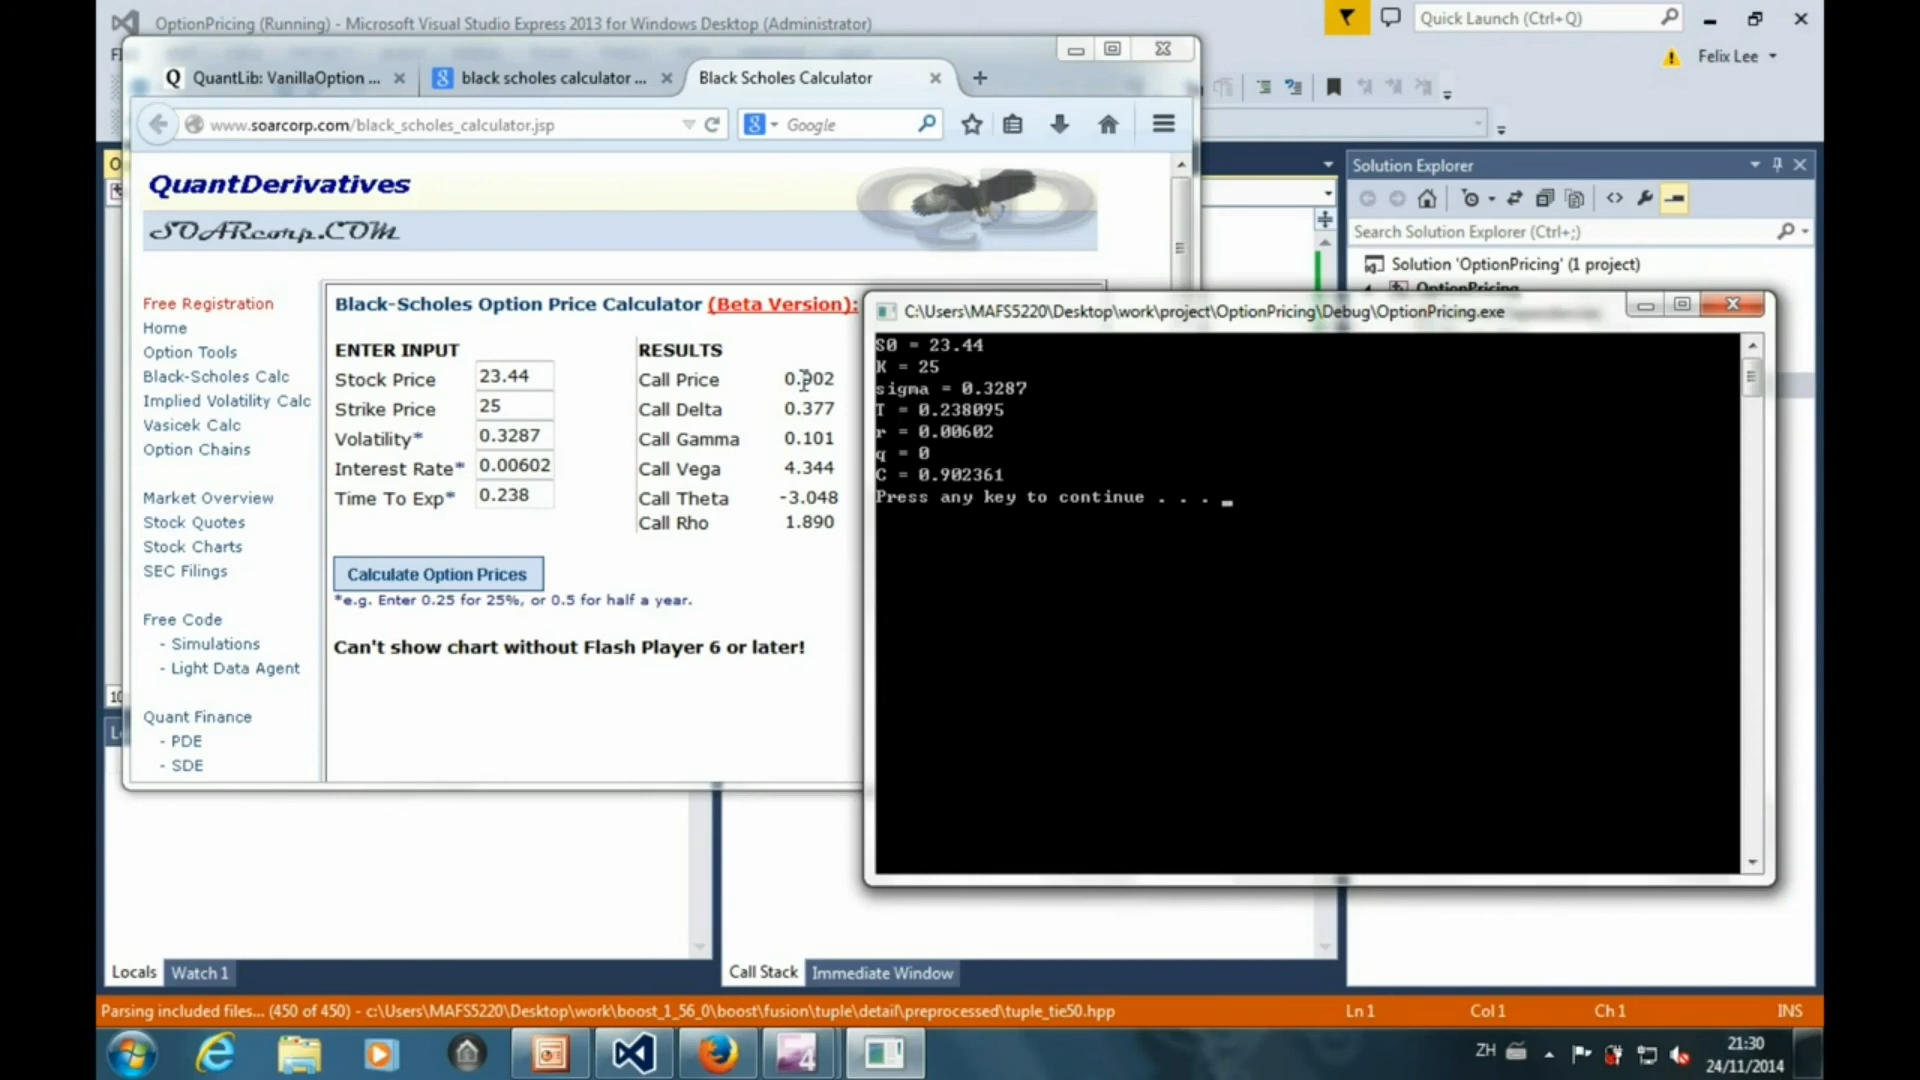 OptionPricing (Running) - Microsoft Visual Studio Express 2013 for Windows Desktop (Administrator)
Quick Launch (Ctrl+Q)
Felix Lee
QuantLib: VanillaOption ...
black scholes calculator ...
Black Scholes Calculator
www.soarcorp.com/black_scholes_calculator.jsp
Google
QuantDerivatives
SOARcorp.COM
QD
Free Registration
Home
Option Tools
Black-Scholes Calc
Implied Volatility Calc
Vasicek Calc
Option Chains
Market Overview
Stock Quotes
Stock Charts
SEC Filings
Free Code
- Simulations
- Light Data Agent
Quant Finance
- PDE
- SDE
Black-Scholes Option Price Calculator (Beta Version):
ENTER INPUT
Stock Price 23.44
Strike Price 25
Volatility* 0.3287
Interest Rate* 0.00602
Time To Exp* 0.238
RESULTS
Call Price 0.902
Call Delta 0.377
Call Gamma 0.101
Call Vega 4.344
Call Theta -3.048
Call Rho 1.890
Calculate Option Prices
*e.g. Enter 0.25 for 25%, or 0.5 for half a year.
Can't show chart without Flash Player 6 or later!
C:\Users\MAFS5220\Desktop\work\project\OptionPricing\Debug\OptionPricing.exe
S0 = 23.44
K = 25
sigma = 0.3287
T = 0.238095
r = 0.00602
q = 0
C = 0.902361
Press any key to continue . . .
Solution Explorer
Search Solution Explorer (Ctrl+;)
Solution 'OptionPricing' (1 project)
OptionPricing
Locals
Watch 1
Call Stack
Immediate Window
Parsing included files... (450 of 450) - c:\Users\MAFS5220\Desktop\work\boost_1_56_0\boost\fusion\tuple\detail\preprocessed\tuple_tie50.hpp
Ln 1
Col 1
Ch 1
INS
ZH
21:30
24/11/2014